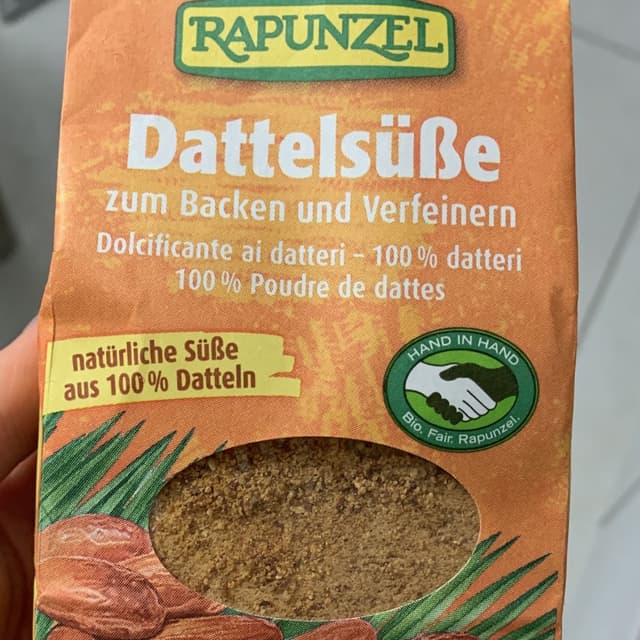 RAPUNZEL
Dattelsüße
zum Backen und Verfeinern
Dolcificante ai datteri – 100 % datteri
100 % Poudre de dattes
natürliche Süße
aus 100 % Datteln
HAND IN HAND
Bio. Fair. Rapunzel.